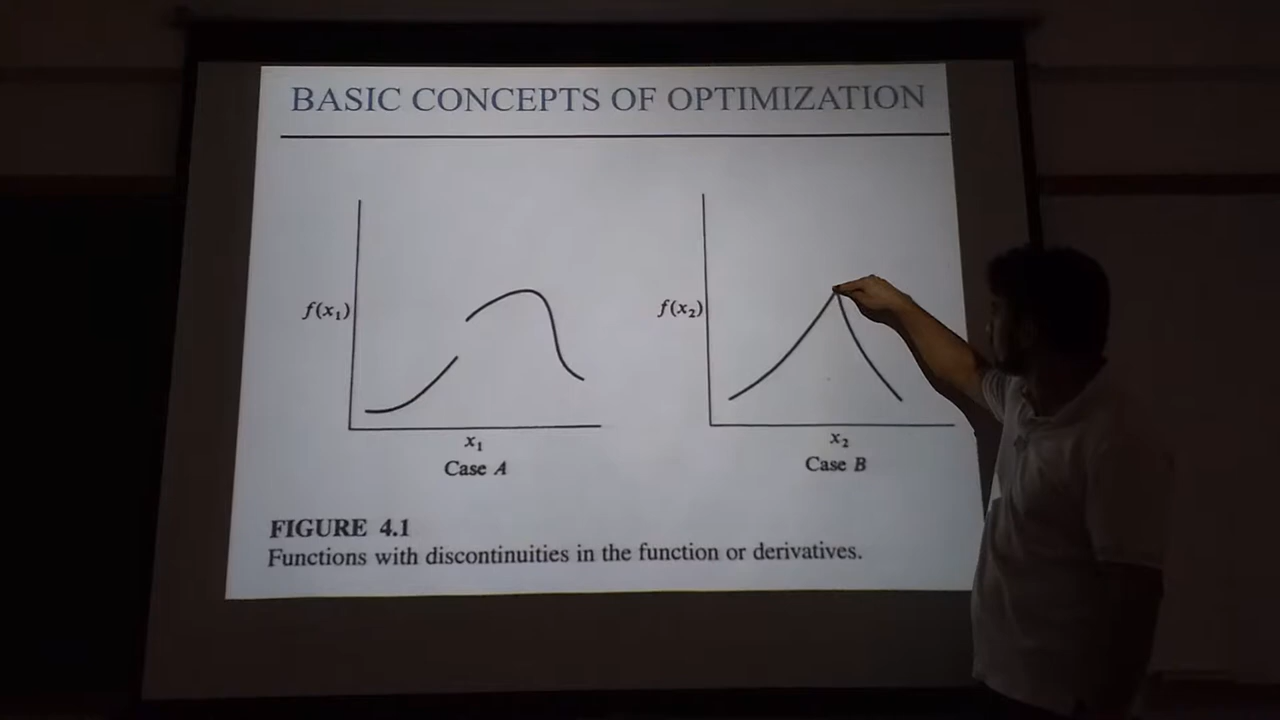 BASIC CONCEPTS OF OPTIMIZATION
f(x₁)
x₁
Case A
f(x₂)
x₂
Case B
FIGURE 4.1
Functions with discontinuities in the function or derivatives.